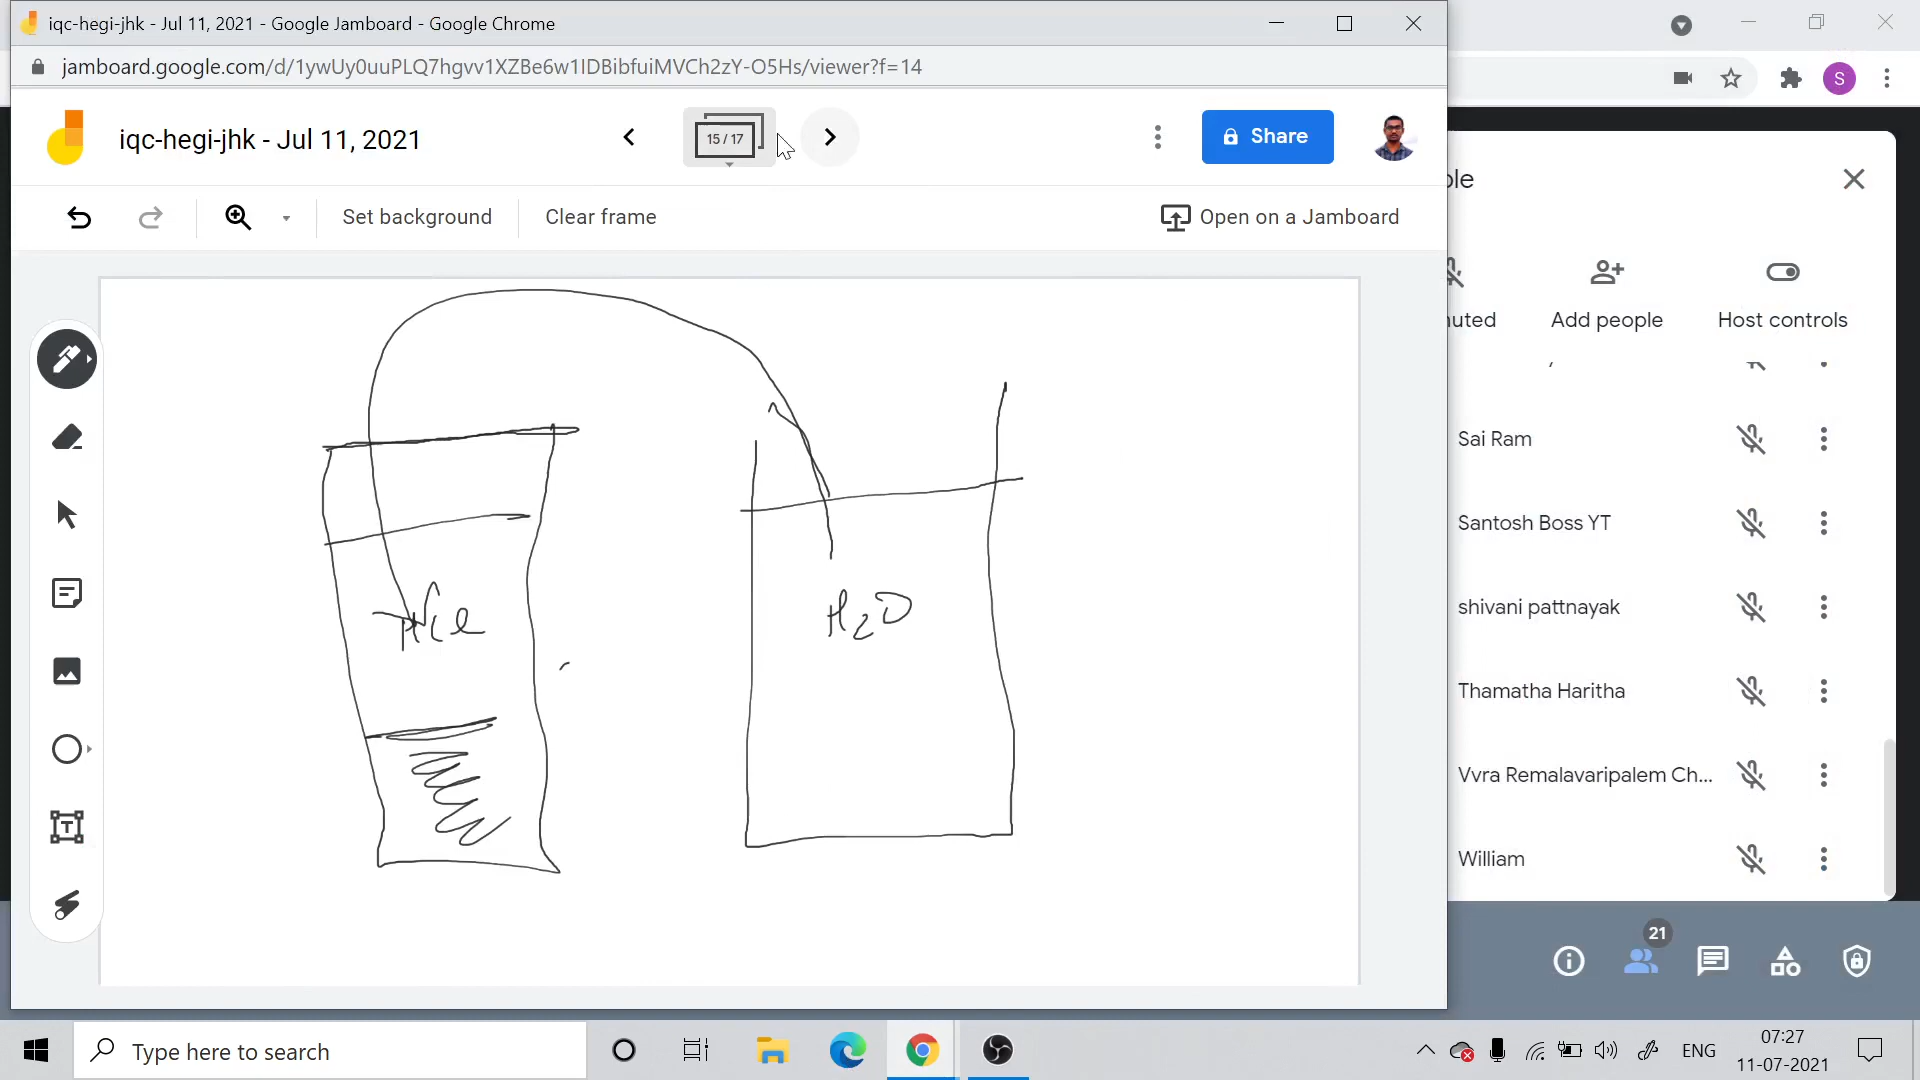 iqc-hegi-jhk - Jul 11, 2021 - Google Jamboard - Google Chrome
jamboard.google.com/d/1ywUy0uuPLQ7hgvv1XZBe6w1IDBibfuiMVCh2zY-O5Hs/viewer?f=14
S
iqc-hegi-jhk - Jul 11, 2021
15 / 17
Share
ple
Set background
Clear frame
Open on a Jamboard
nuted
Add people
Host controls
Sai Ram
Santosh Boss YT
shivani pattnayak
Thamatha Haritha
Vvra Remalavaripalem Ch...
William
HCl
H2O
21
Type here to search
ENG
07:27
11-07-2021